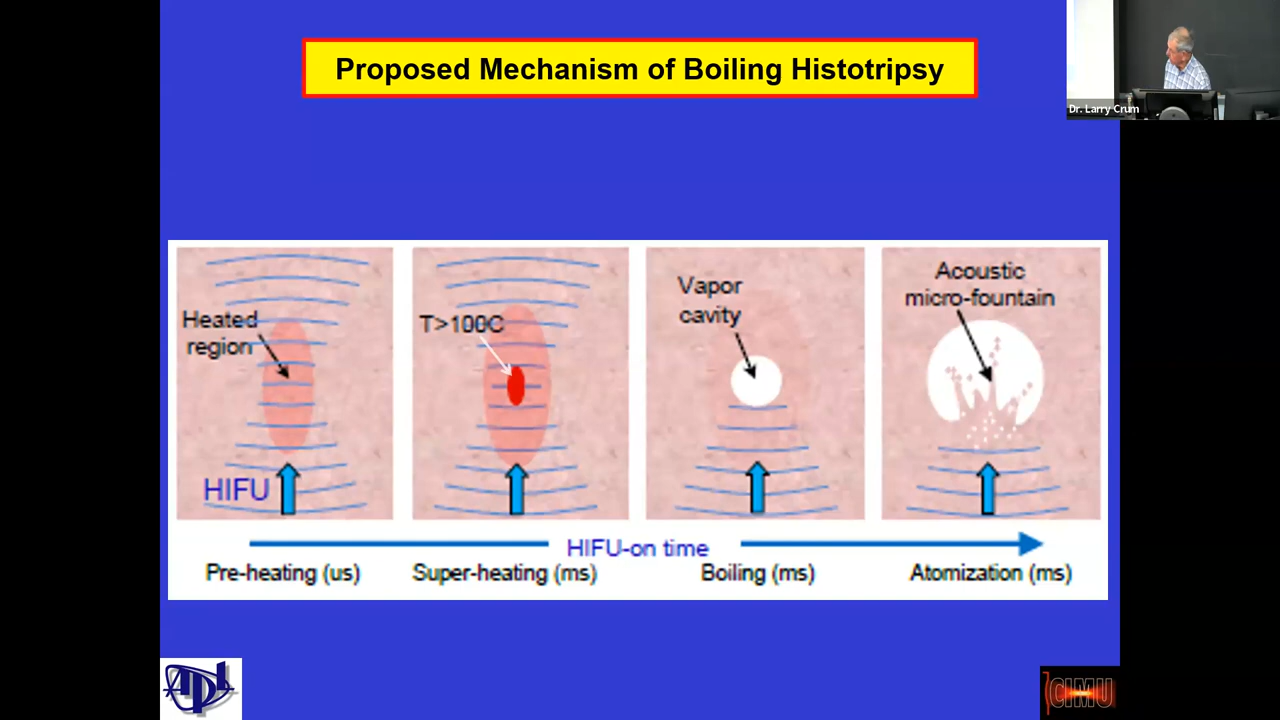 Proposed Mechanism of Boiling Histotripsy
Dr. Larry Crum
Heated
region
HIFU
T>100C
Vapor
cavity
Acoustic
micro-fountain
HIFU-on time
Pre-heating (us)
Super-heating (ms)
Boiling (ms)
Atomization (ms)
APL
CIMU